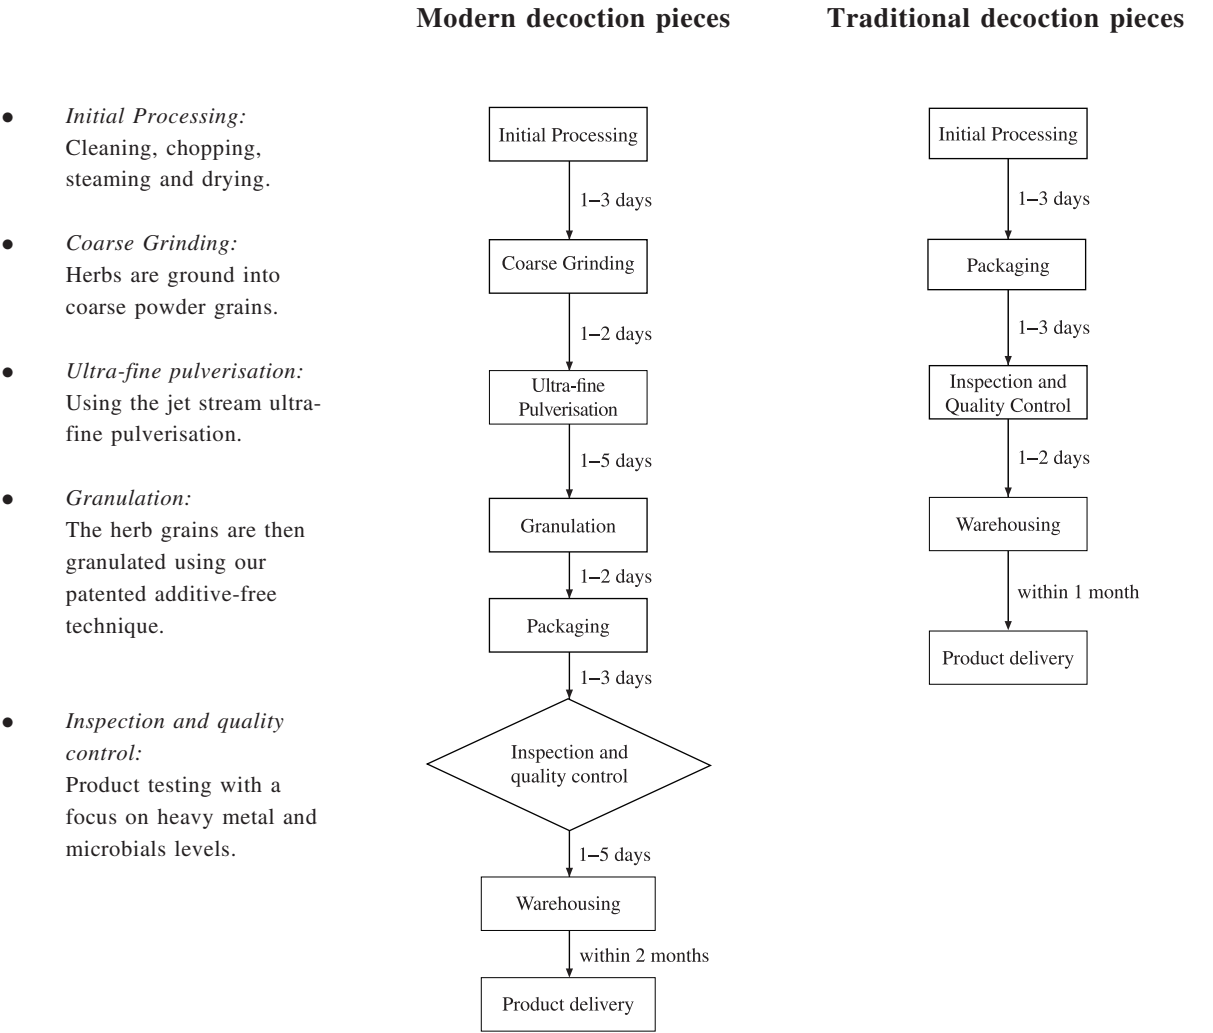 Modern decoction pieces
Traditional decoction pieces
● Initial Processing:
Cleaning, chopping,
steaming and drying.
● Coarse Grinding:
Herbs are ground into
coarse powder grains.
● Ultra-fine pulverisation:
Using the jet stream ultra-
fine pulverisation.
● Granulation:
The herb grains are then
granulated using our
patented additive-free
technique.
● Inspection and quality
control:
Product testing with a
focus on heavy metal and
microbials levels.
Initial Processing
1–3 days
Coarse Grinding
1–2 days
Ultra-fine
Pulverisation
1–5 days
Granulation
1–2 days
Packaging
1–3 days
Inspection and
quality control
1–5 days
Warehousing
within 2 months
Product delivery
Initial Processing
1–3 days
Packaging
1–3 days
Inspection and
Quality Control
1–2 days
Warehousing
within 1 month
Product delivery